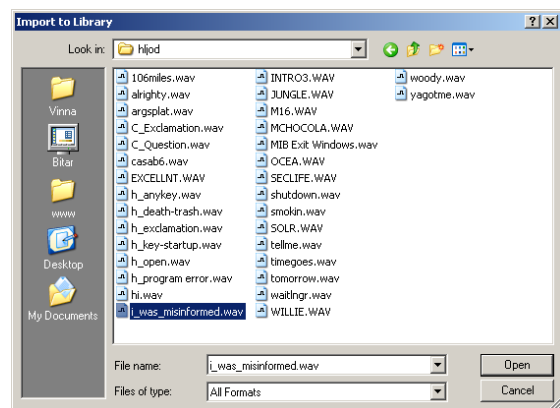 Import to Library
Look in: hljod
Vinna
Bitar
www
Desktop
My Documents
106miles.wav
alrighty.wav
argsplat.wav
C_Exclamation.wav
C_Question.wav
casab6.wav
EXCELLNT.WAV
h_anykey.wav
h_death-trash.wav
h_exclamation.wav
h_key-startup.wav
h_open.wav
h_program error.wav
hi.wav
i_was_misinformed.wav
INTRO3.WAV
JUNGLE.WAV
M16.WAV
MCHOCOLA.WAV
MIB Exit Windows.wav
OCEA.WAV
SECLIFE.WAV
shutdown.wav
smokin.wav
SOLR.WAV
tellme.wav
timegoes.wav
tomorrow.wav
waitlngr.wav
WILLIE.WAV
woody.wav
yagotme.wav
File name: i_was_misinformed.wav Open
Files of type: All Formats Cancel